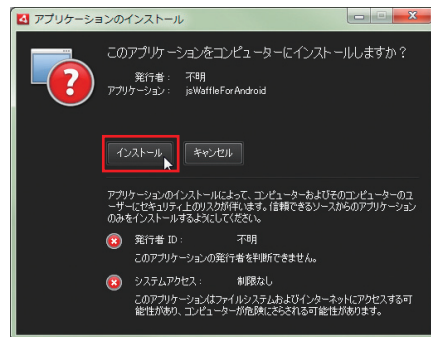 アプリケーションのインストール
このアプリケーションをコンピューターにインストールしますか？
発行者： 不明
アプリケーション： jsWaffleForAndroid
インストール
キャンセル
アプリケーションのインストールによって、コンピューターおよびそのコンピューターのユ
ーザーにセキュリティ上のリスクが伴います。信頼できるソースからのアプリケーション
のみをインストールするようにしてください。
発行者 ID： 不明
このアプリケーションの発行者を判断できません。
システムアクセス： 制限なし
このアプリケーションはファイルシステムおよびインターネットにアクセスする可
能性があり、コンピューターが危険にさらされる可能性があります。